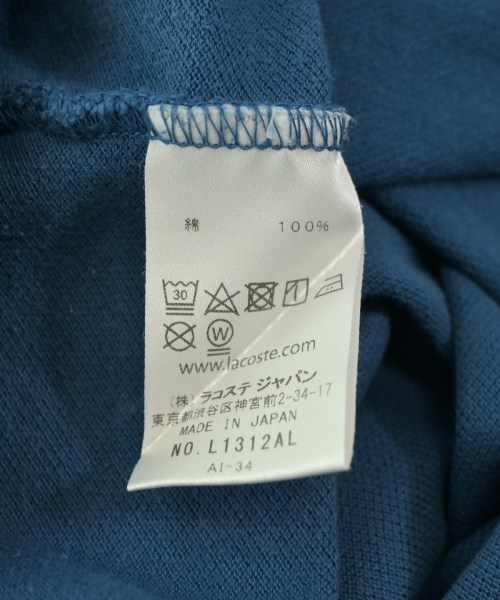 綿 100%
30
W
www.lacoste.com
(株)ラコステ ジャパン
東京都渋谷区神宮前2-34-17
MADE IN JAPAN
NO. L1312AL
AI-34